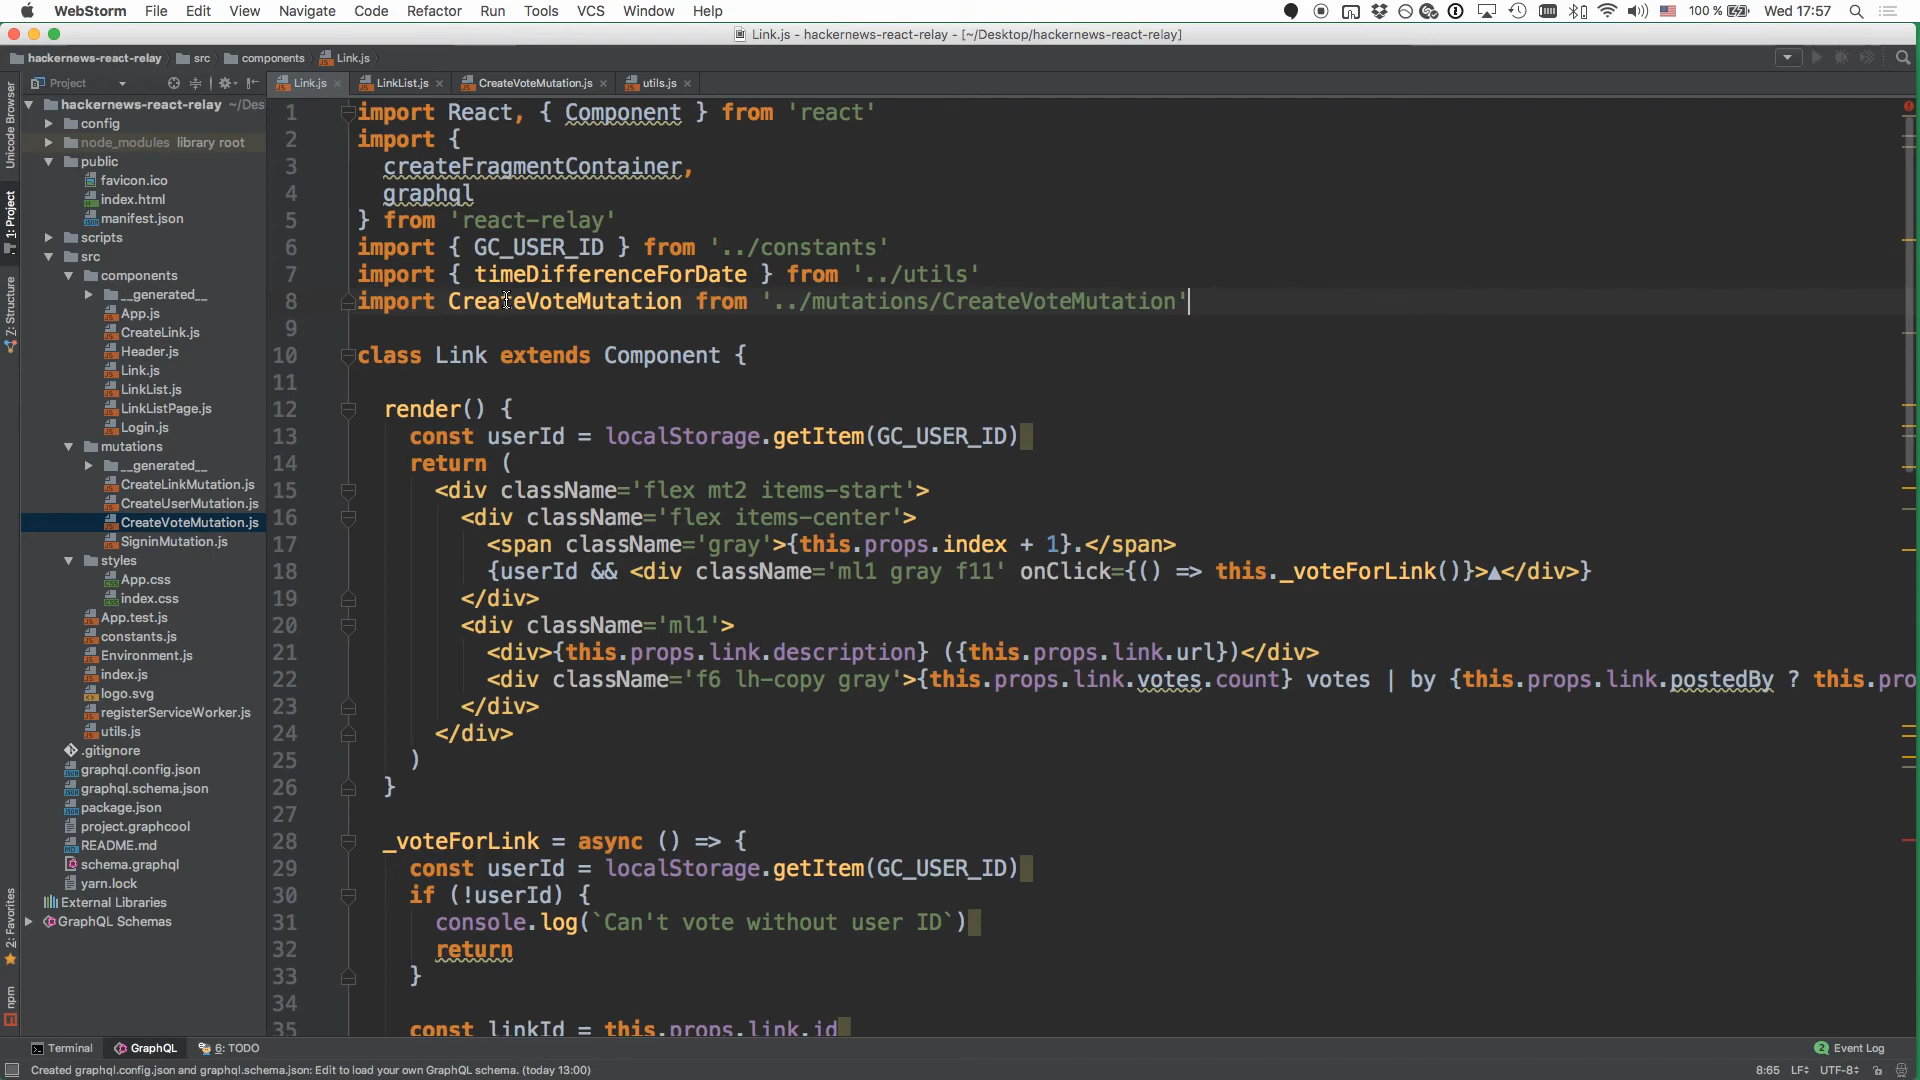 WebStorm File Edit View Navigate Code Refactor Run Tools VCS Window Help 100 % Wed 17:57
Link.js - hackernews-react-relay - [~/Desktop/hackernews-react-relay]
hackernews-react-relay src components Link.js
Project Link.js LinkList.js CreateVoteMutation.js utils.js
Unicode Browser
1: Project
7: Structure
2: Favorites
npm
hackernews-react-relay ~/Des
config
node_modules library root
public
favicon.ico
index.html
manifest.json
scripts
src
components
__generated__
App.js
CreateLink.js
Header.js
Link.js
LinkList.js
LinkListPage.js
Login.js
mutations
__generated__
CreateLinkMutation.js
CreateUserMutation.js
CreateVoteMutation.js
SigninMutation.js
styles
App.css
index.css
App.test.js
constants.js
Environment.js
index.js
logo.svg
registerServiceWorker.js
utils.js
.gitignore
graphql.config.json
graphql.schema.json
package.json
project.graphcool
README.md
schema.graphql
yarn.lock
External Libraries
GraphQL Schemas
1 import React, { Component } from 'react'
2 import {
3 createFragmentContainer,
4 graphql
5 } from 'react-relay'
6 import { GC_USER_ID } from '../constants'
7 import { timeDifferenceForDate } from '../utils'
8 import CreateVoteMutation from '../mutations/CreateVoteMutation'
9
10 class Link extends Component {
11
12 render() {
13 const userId = localStorage.getItem(GC_USER_ID)
14 return (
15 <div className='flex mt2 items-start'>
16 <div className='flex items-center'>
17 <span className='gray'>{this.props.index + 1}.</span>
18 {userId && <div className='ml1 gray f11' onClick={() => this._voteForLink()}>▲</div>}
19 </div>
20 <div className='ml1'>
21 <div>{this.props.link.description} ({this.props.link.url})</div>
22 <div className='f6 lh-copy gray'>{this.props.link.votes.count} votes | by {this.props.link.postedBy ? this.pro
23 </div>
24 </div>
25 )
26 }
27
28 _voteForLink = async () => {
29 const userId = localStorage.getItem(GC_USER_ID)
30 if (!userId) {
31 console.log(`Can't vote without user ID`)
32 return
33 }
34
35 const linkId = this.props.link.id
Terminal GraphQL 6: TODO 2 Event Log
Created graphql.config.json and graphql.schema.json: Edit to load your own GraphQL schema. (today 13:00) 8:65 LF UTF-8